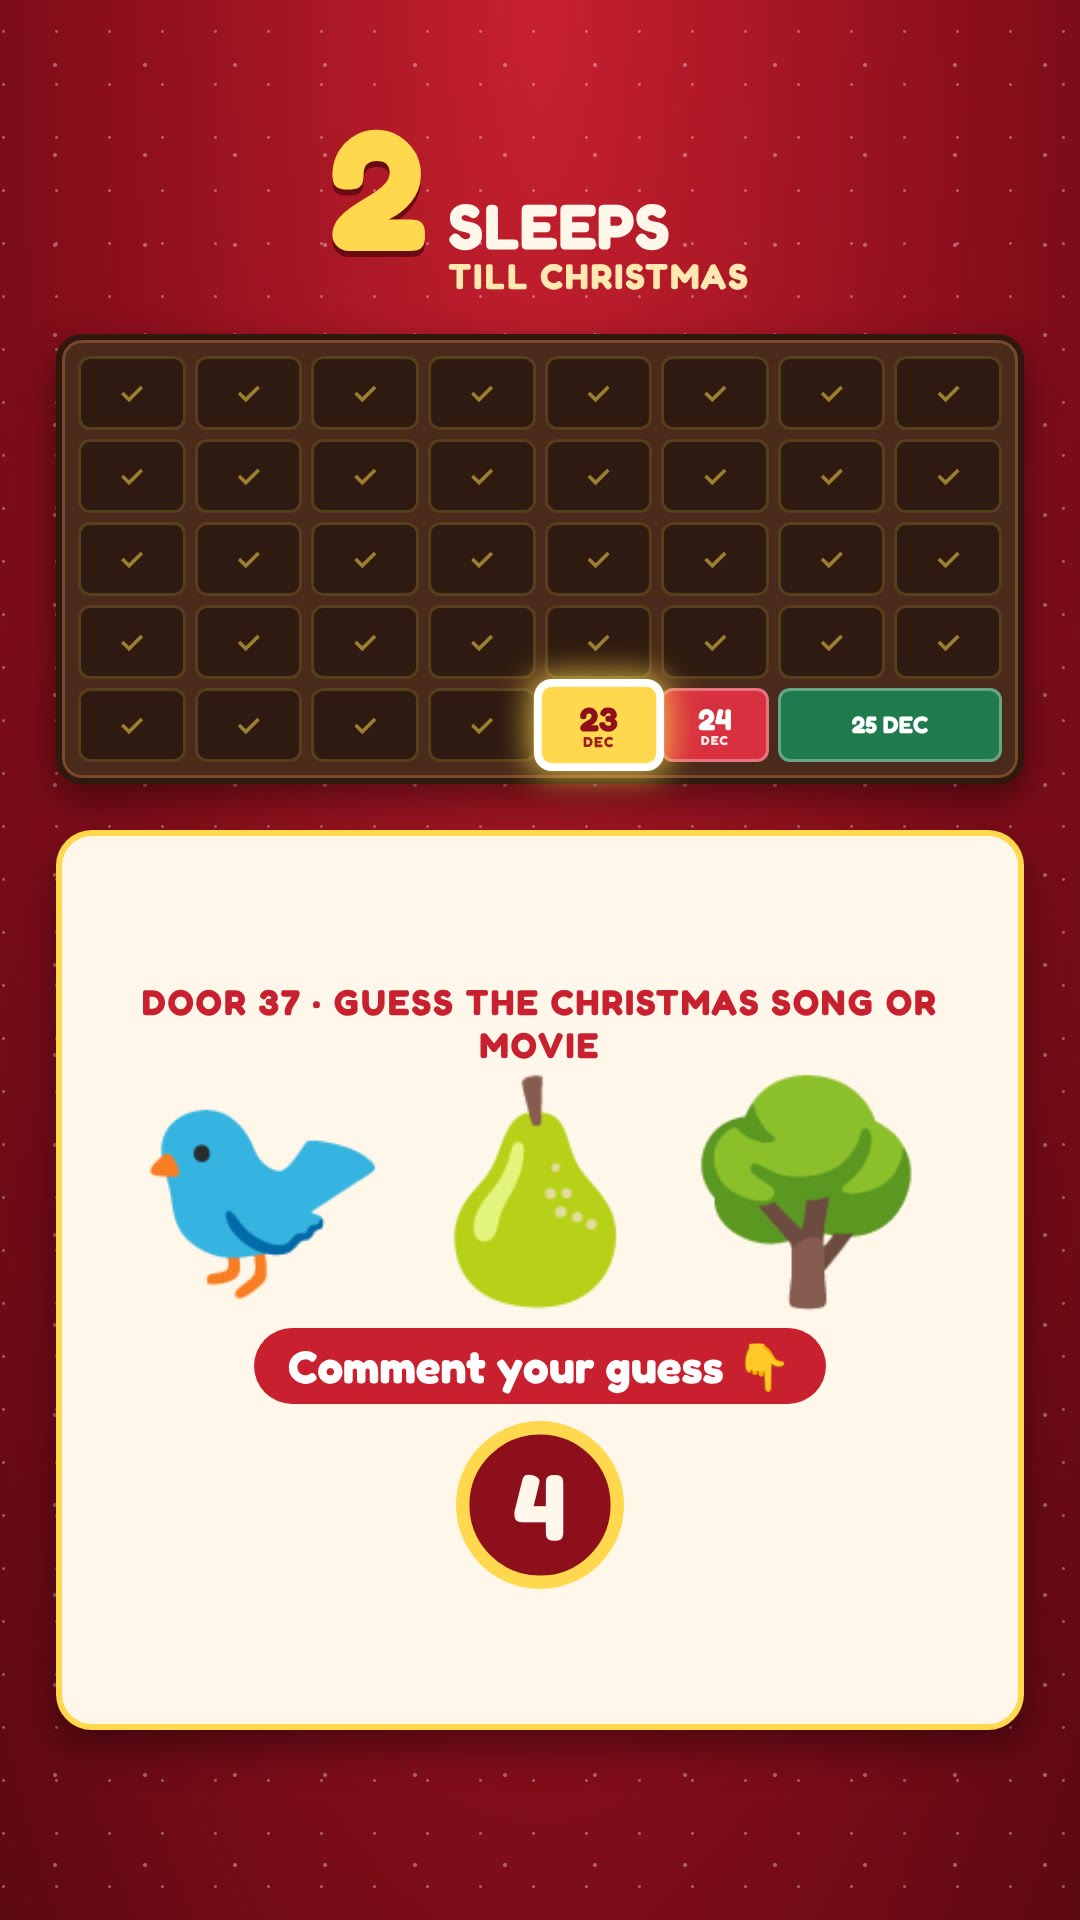 2 SLEEPS
TILL CHRISTMAS
23
DEC
24
DEC
25 DEC
DOOR 37 · GUESS THE CHRISTMAS SONG OR
MOVIE
Comment your guess 👇
4